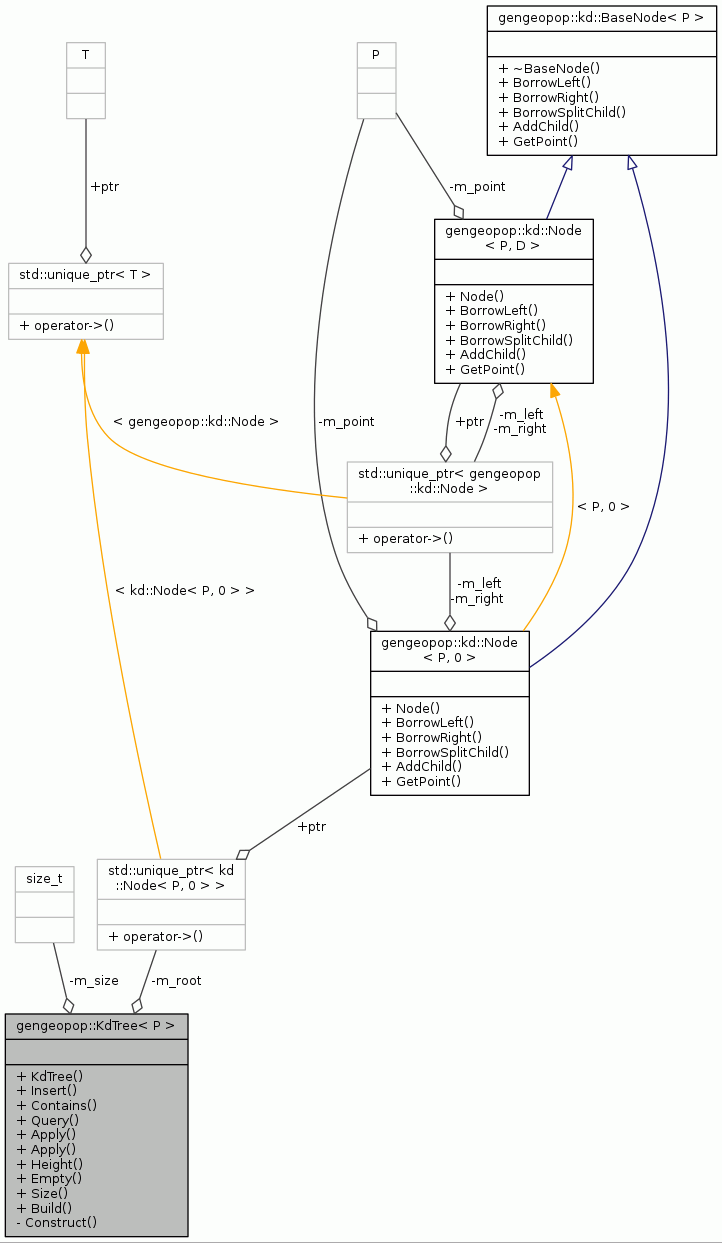 gengeopop::kd::BaseNode< P >
+ ~BaseNode()
+ BorrowLeft()
+ BorrowRight()
+ BorrowSplitChild()
+ AddChild()
+ GetPoint()
T
P
+ptr
-m_point
gengeopop::kd::Node
< P, D >
+ Node()
+ BorrowLeft()
+ BorrowRight()
+ BorrowSplitChild()
+ AddChild()
+ GetPoint()
std::unique_ptr< T >
+ operator->()
< gengeopop::kd::Node >
-m_point
+ptr
-m_left
-m_right
std::unique_ptr< gengeopop
::kd::Node >
+ operator->()
< P, 0 >
< kd::Node< P, 0 > >
-m_left
-m_right
gengeopop::kd::Node
< P, 0 >
+ Node()
+ BorrowLeft()
+ BorrowRight()
+ BorrowSplitChild()
+ AddChild()
+ GetPoint()
+ptr
size_t
std::unique_ptr< kd
::Node< P, 0 > >
+ operator->()
-m_size
-m_root
gengeopop::KdTree< P >
+ KdTree()
+ Insert()
+ Contains()
+ Query()
+ Apply()
+ Apply()
+ Height()
+ Empty()
+ Size()
+ Build()
- Construct()